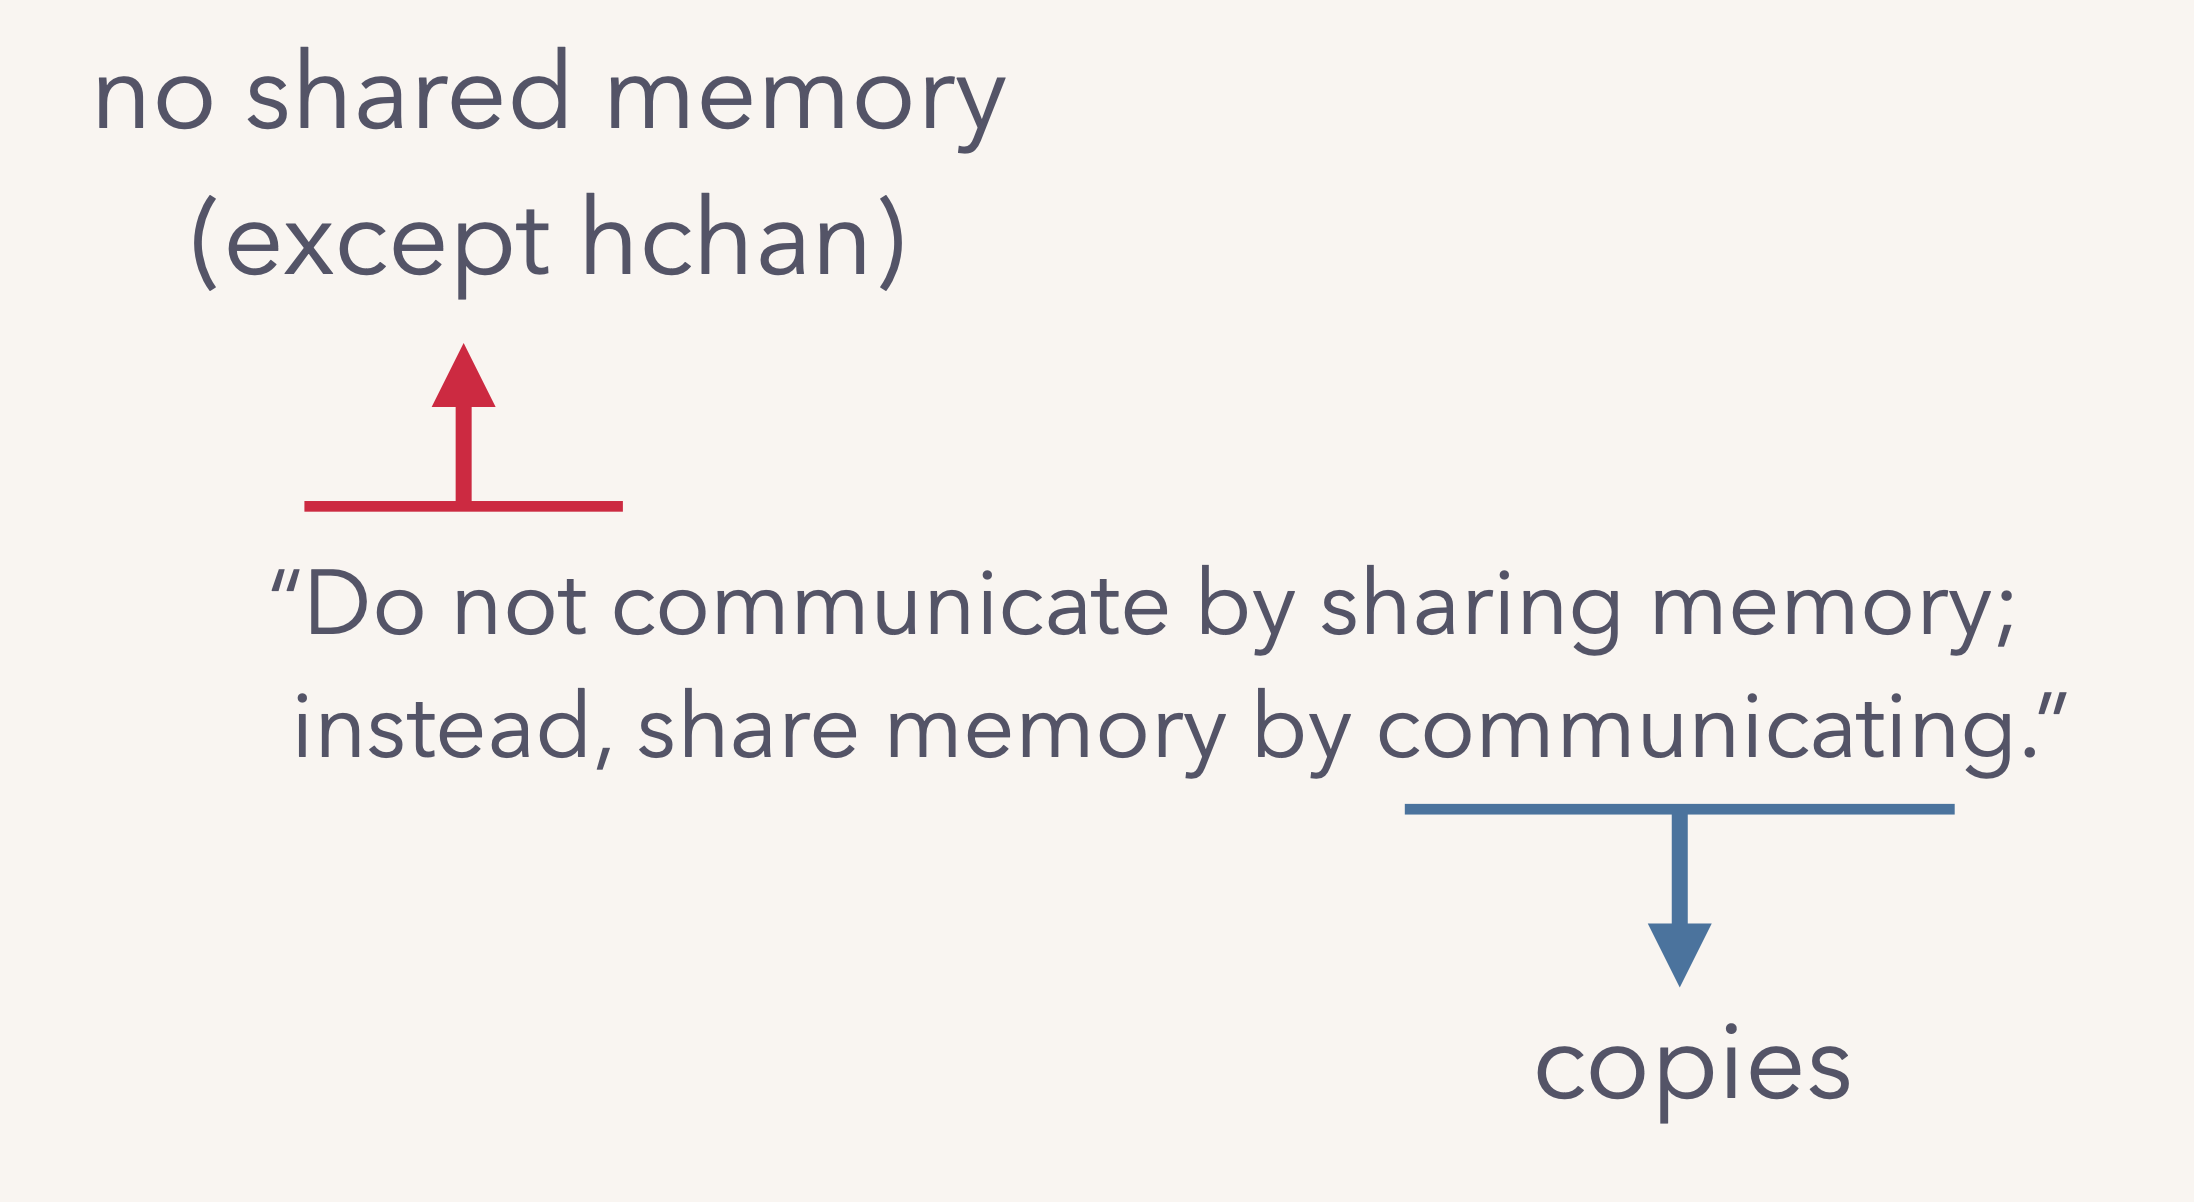 no shared memory
(except hchan)
“Do not communicate by sharing memory;
instead, share memory by communicating.”
copies